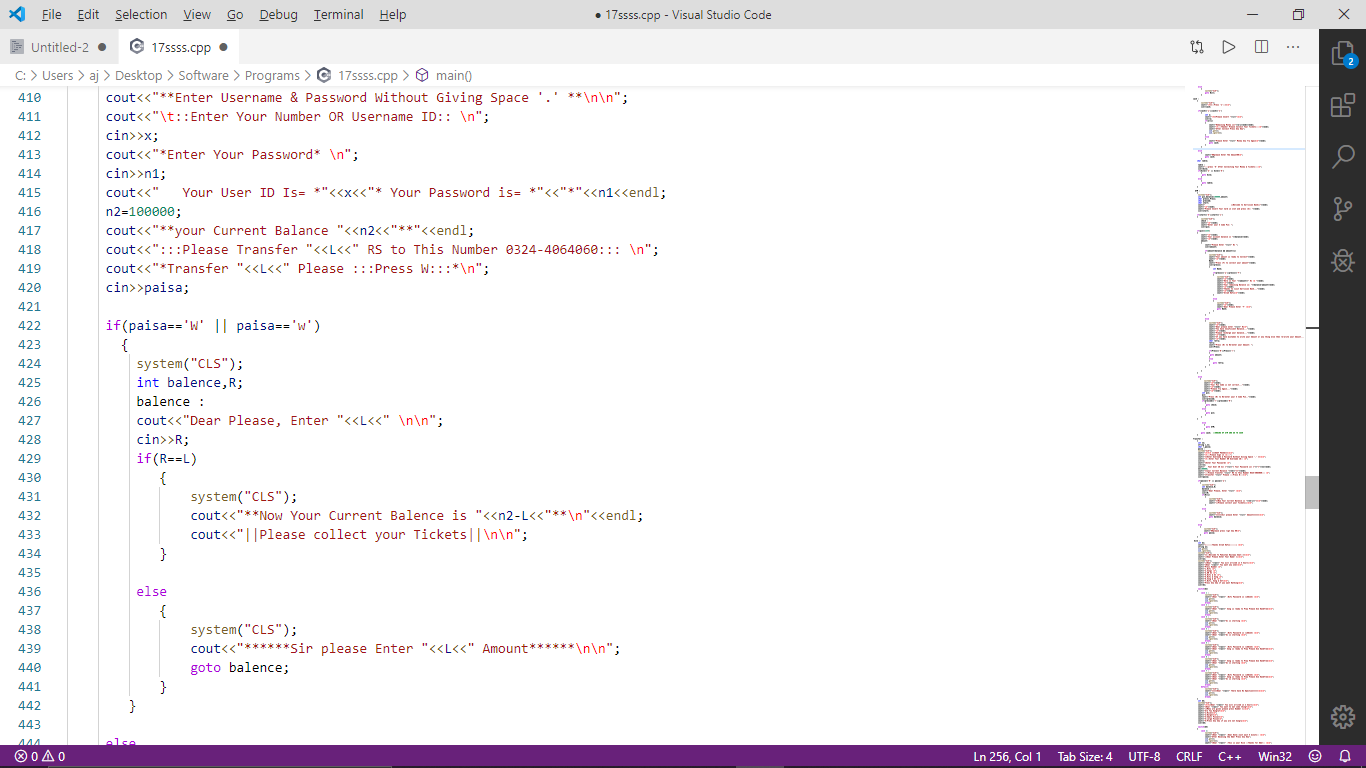 File Edit Selection View Go Debug Terminal Help ● 17ssss.cpp - Visual Studio Code
Untitled-2 ● 17ssss.cpp ●
C: > Users > aj > Desktop > Software > Programs > 17ssss.cpp > main()
410 cout<<"**Enter Username & Password Without Giving Space '.' **\n\n";
411 cout<<"\t::Enter Your Number OR Username ID:: \n";
412 cin>>x;
413 cout<<"*Enter Your Password* \n";
414 cin>>n1;
415 cout<<"   Your User ID Is= *"<<x<<"* Your Password is= *"<<"*"<<n1<<endl;
416 n2=100000;
417 cout<<"**your Current Balance "<<n2<<"**"<<endl;
418 cout<<":::Please Transfer "<<L<<" RS to This Number 0324-4064060::: \n";
419 cout<<"*Transfer "<<L<<" Please :::Press W:::*\n";
420 cin>>paisa;
421
422 if(paisa=='W' || paisa=='w')
423 {
424 system("CLS");
425 int balence,R;
426 balence :
427 cout<<"Dear Please, Enter "<<L<<" \n\n";
428 cin>>R;
429 if(R==L)
430 {
431 system("CLS");
432 cout<<"**Now Your Current Balence is "<<n2-L<<"**\n"<<endl;
433 cout<<"||Please collect your Tickets||\n\n";
434 }
435
436 else
437 {
438 system("CLS");
439 cout<<"******Sir please Enter "<<L<<" Amount******\n\n";
440 goto balence;
441 }
442 }
443
444 else
2
0 0 Ln 256, Col 1 Tab Size: 4 UTF-8 CRLF C++ Win32